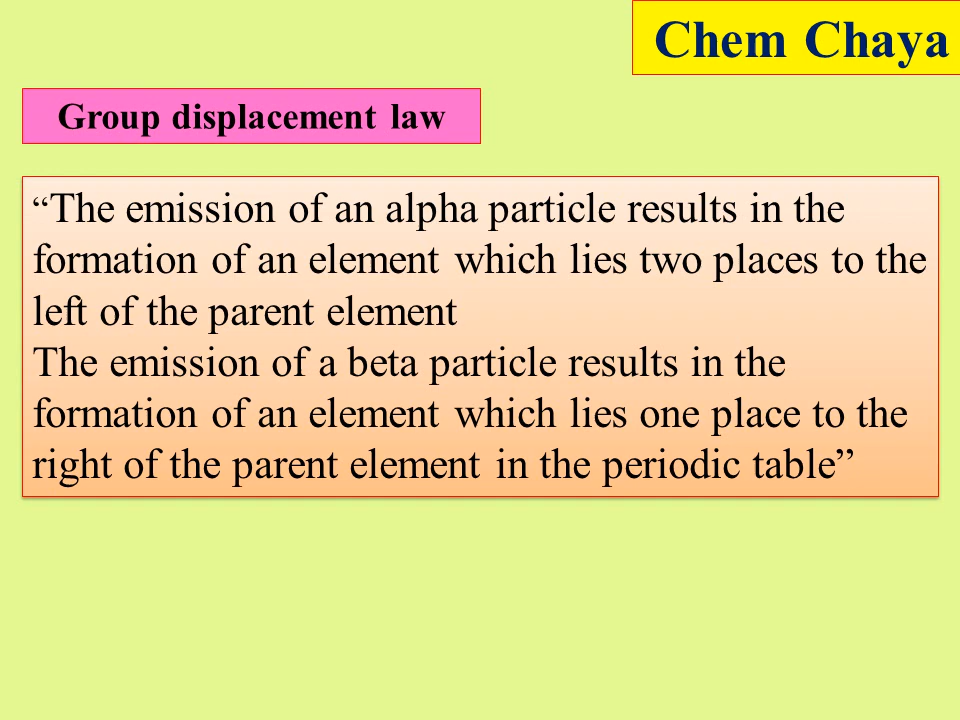 Chem Chaya
Group displacement law
“The emission of an alpha particle results in the
formation of an element which lies two places to the
left of the parent element
The emission of a beta particle results in the
formation of an element which lies one place to the
right of the parent element in the periodic table”